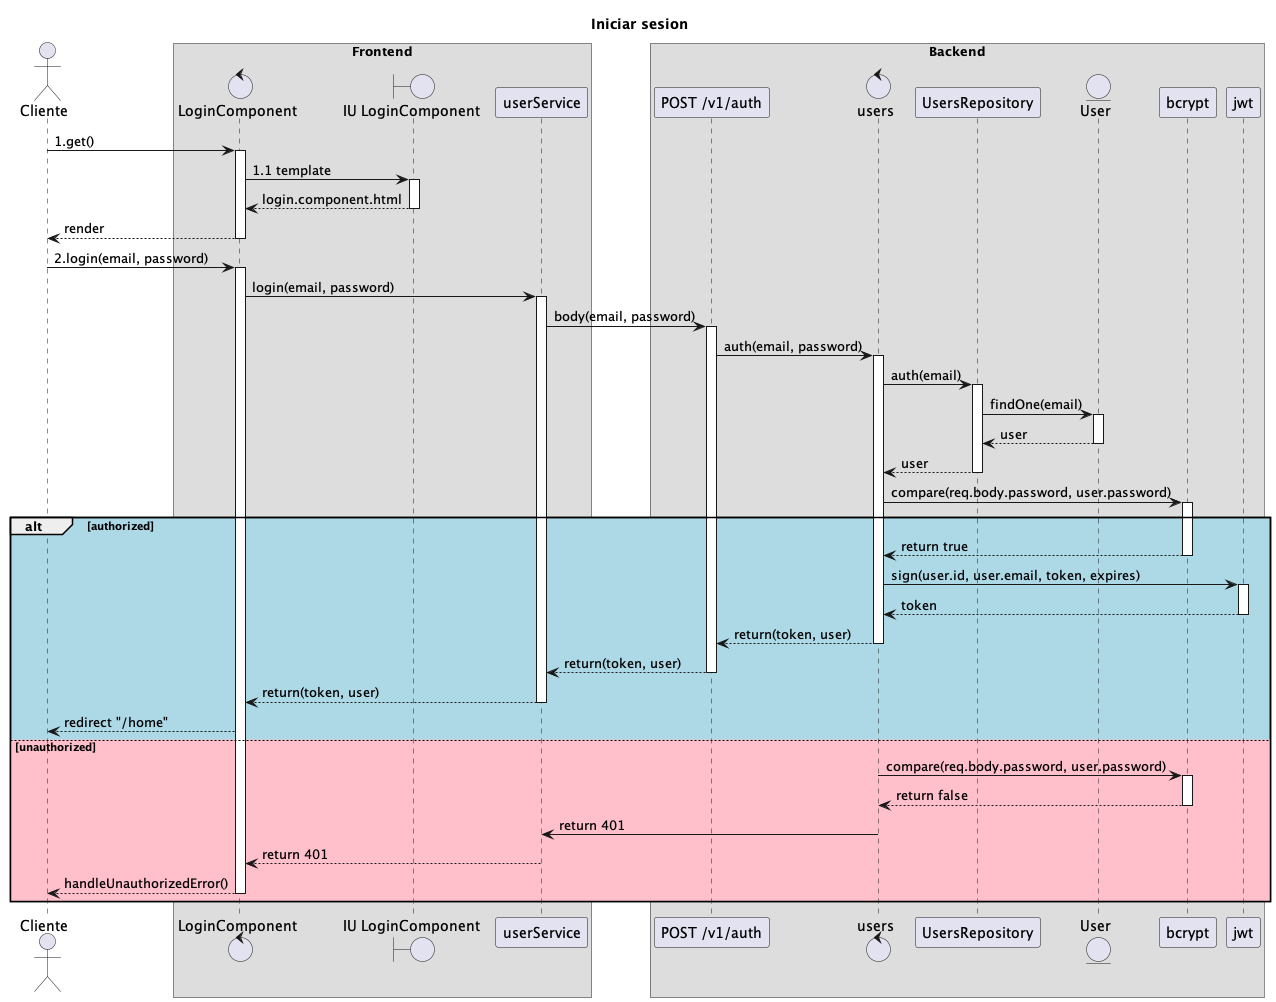 Iniciar sesion
Frontend
Backend
Cliente
LoginComponent
IU LoginComponent
userService
POST /v1/auth
users
UsersRepository
User
bcrypt
jwt
1.get()
1.1 template
login.component.html
render
2.login(email, password)
login(email, password)
body(email, password)
auth(email, password)
auth(email)
findOne(email)
user
user
compare(req.body.password, user.password)
alt
[authorized]
return true
sign(user.id, user.email, token, expires)
token
return(token, user)
return(token, user)
return(token, user)
redirect "/home"
[unauthorized]
compare(req.body.password, user.password)
return false
return 401
return 401
handleUnauthorizedError()
Cliente
LoginComponent
IU LoginComponent
userService
POST /v1/auth
users
UsersRepository
User
bcrypt
jwt